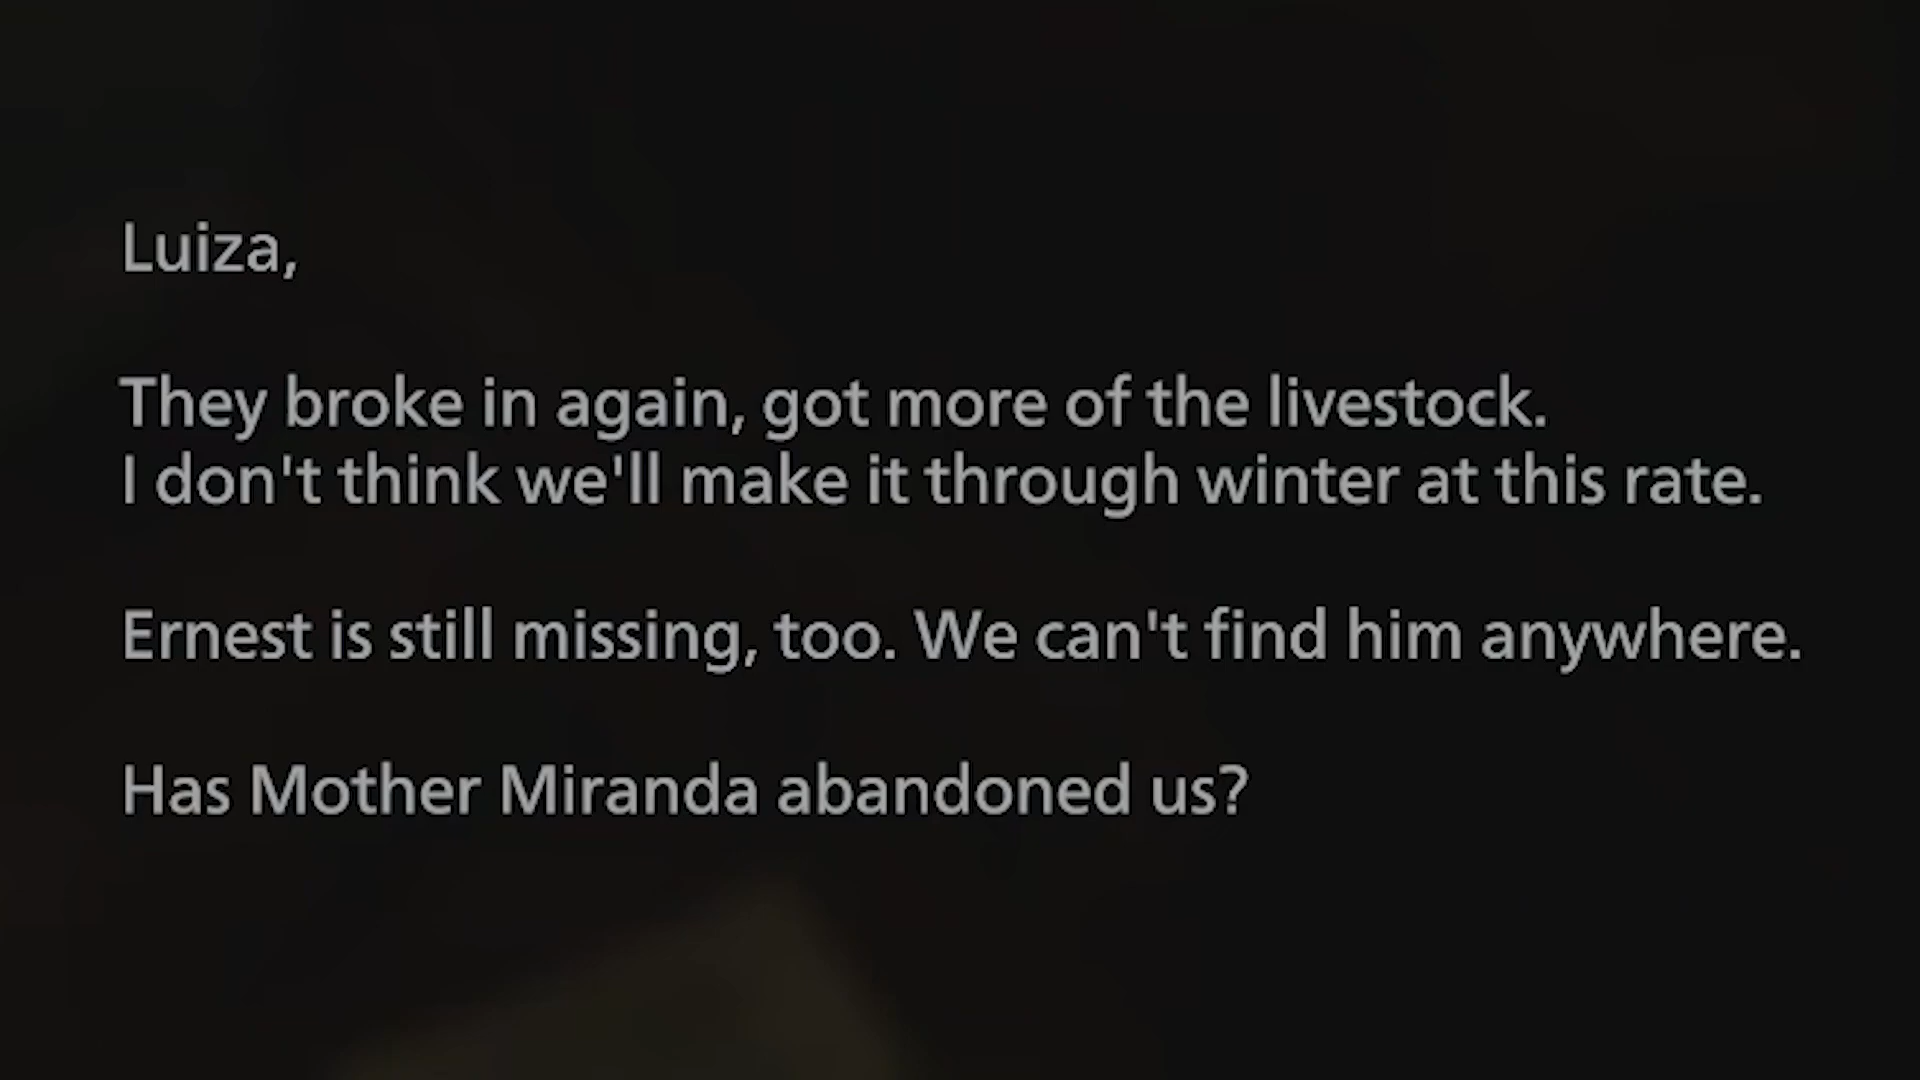 Luiza,
They broke in again, got more of the livestock.
I don't think we'll make it through winter at this rate.
Ernest is still missing, too. We can't find him anywhere.
Has Mother Miranda abandoned us?